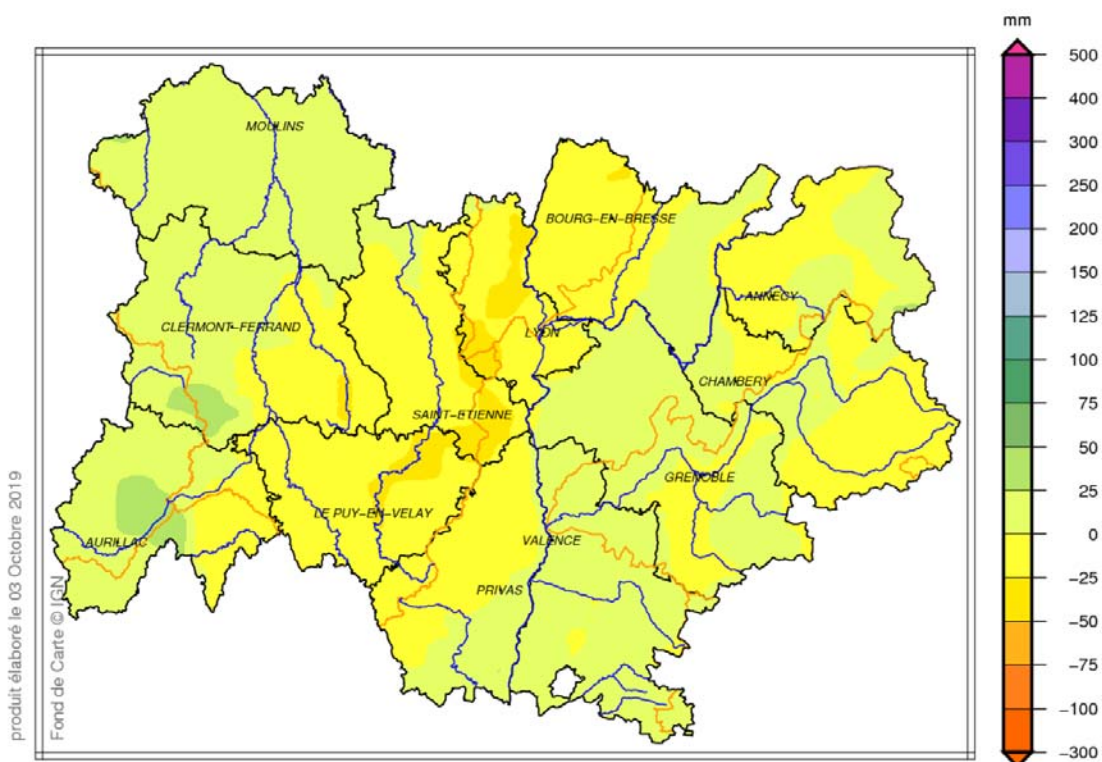 mm
500
400
300
250
200
150
125
100
75
50
25
0
−25
−50
−75
−100
−300
MOULINS
BOURG−EN−BRESSE
ANNECY
CLERMONT−FERRAND
LYON
CHAMBERY
SAINT−ETIENNE
GRENOBLE
LE PUY−EN−VELAY
AURILLAC
VALENCE
PRIVAS
produit élaboré le 03 Octobre 2019
Fond de Carte © IGN